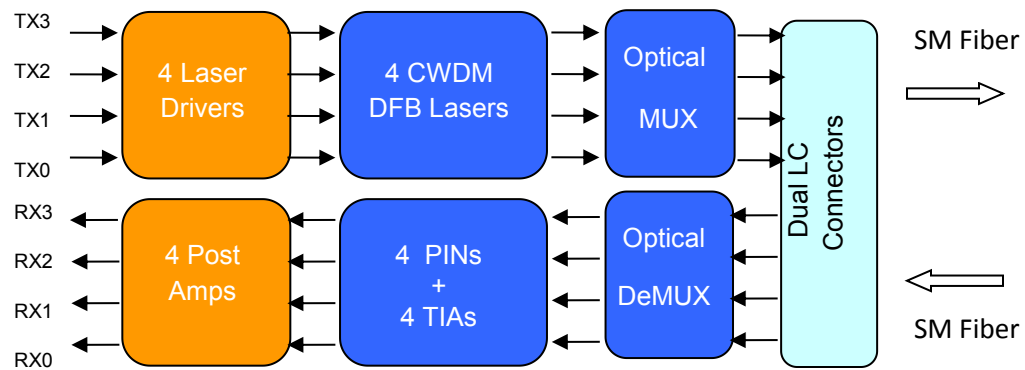 TX3
TX2
TX1
TX0
4 Laser
Drivers
4 CWDM
DFB Lasers
Optical
MUX
Dual LC
Connectors
SM Fiber
RX3
RX2
RX1
RX0
4 Post
Amps
4 PINs
+
4 TIAs
Optical
DeMUX
SM Fiber